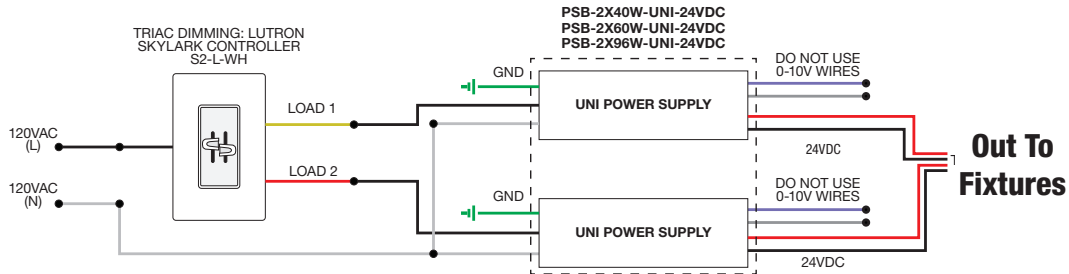 PSB-2X40W-UNI-24VDC
PSB-2X60W-UNI-24VDC
PSB-2X96W-UNI-24VDC
TRIAC DIMMING: LUTRON
SKYLARK CONTROLLER
S2-L-WH
120VAC
(L)
120VAC
(N)
LOAD 1
LOAD 2
GND
UNI POWER SUPPLY
DO NOT USE
0-10V WIRES
24VDC
GND
UNI POWER SUPPLY
DO NOT USE
0-10V WIRES
24VDC
Out To
Fixtures